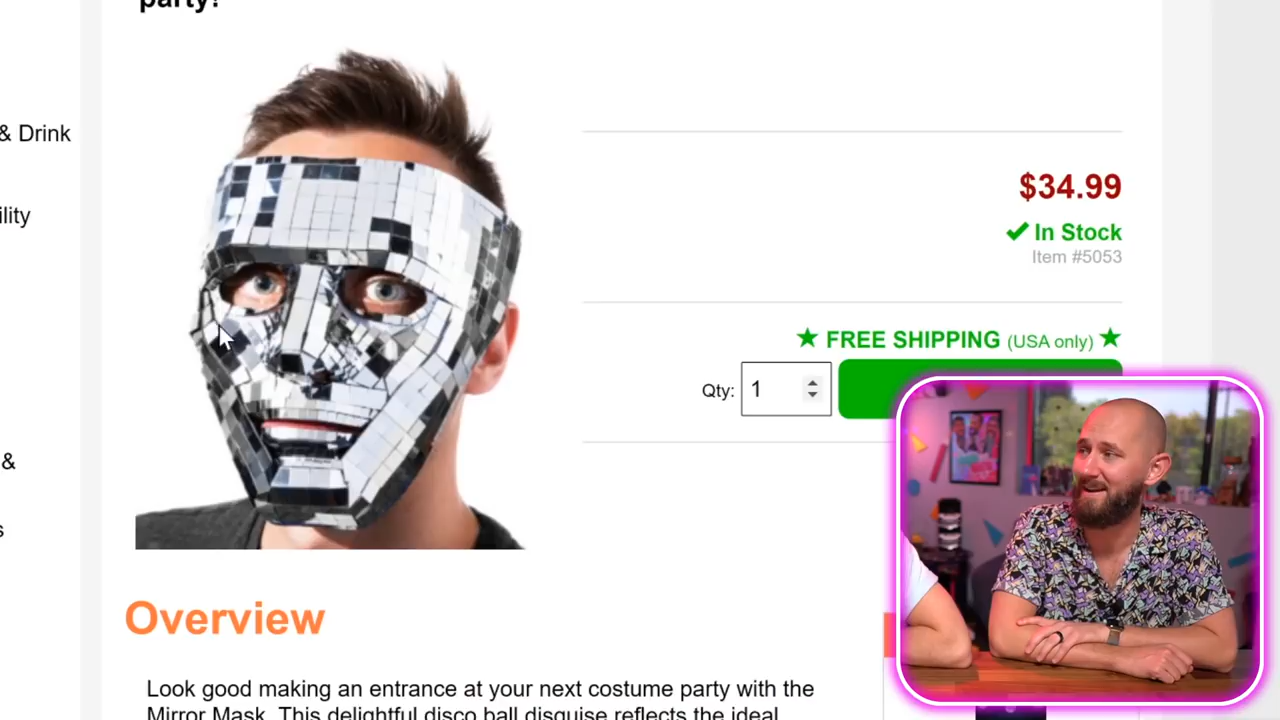 party!
& Drink
$34.99
In Stock
ility
Item #5053
FREE SHIPPING (USA only)
Qty: 1
&
s
Overview
Look good making an entrance at your next costume party with the
Mirror Mask. This delightful disco ball disguise reflects the ideal